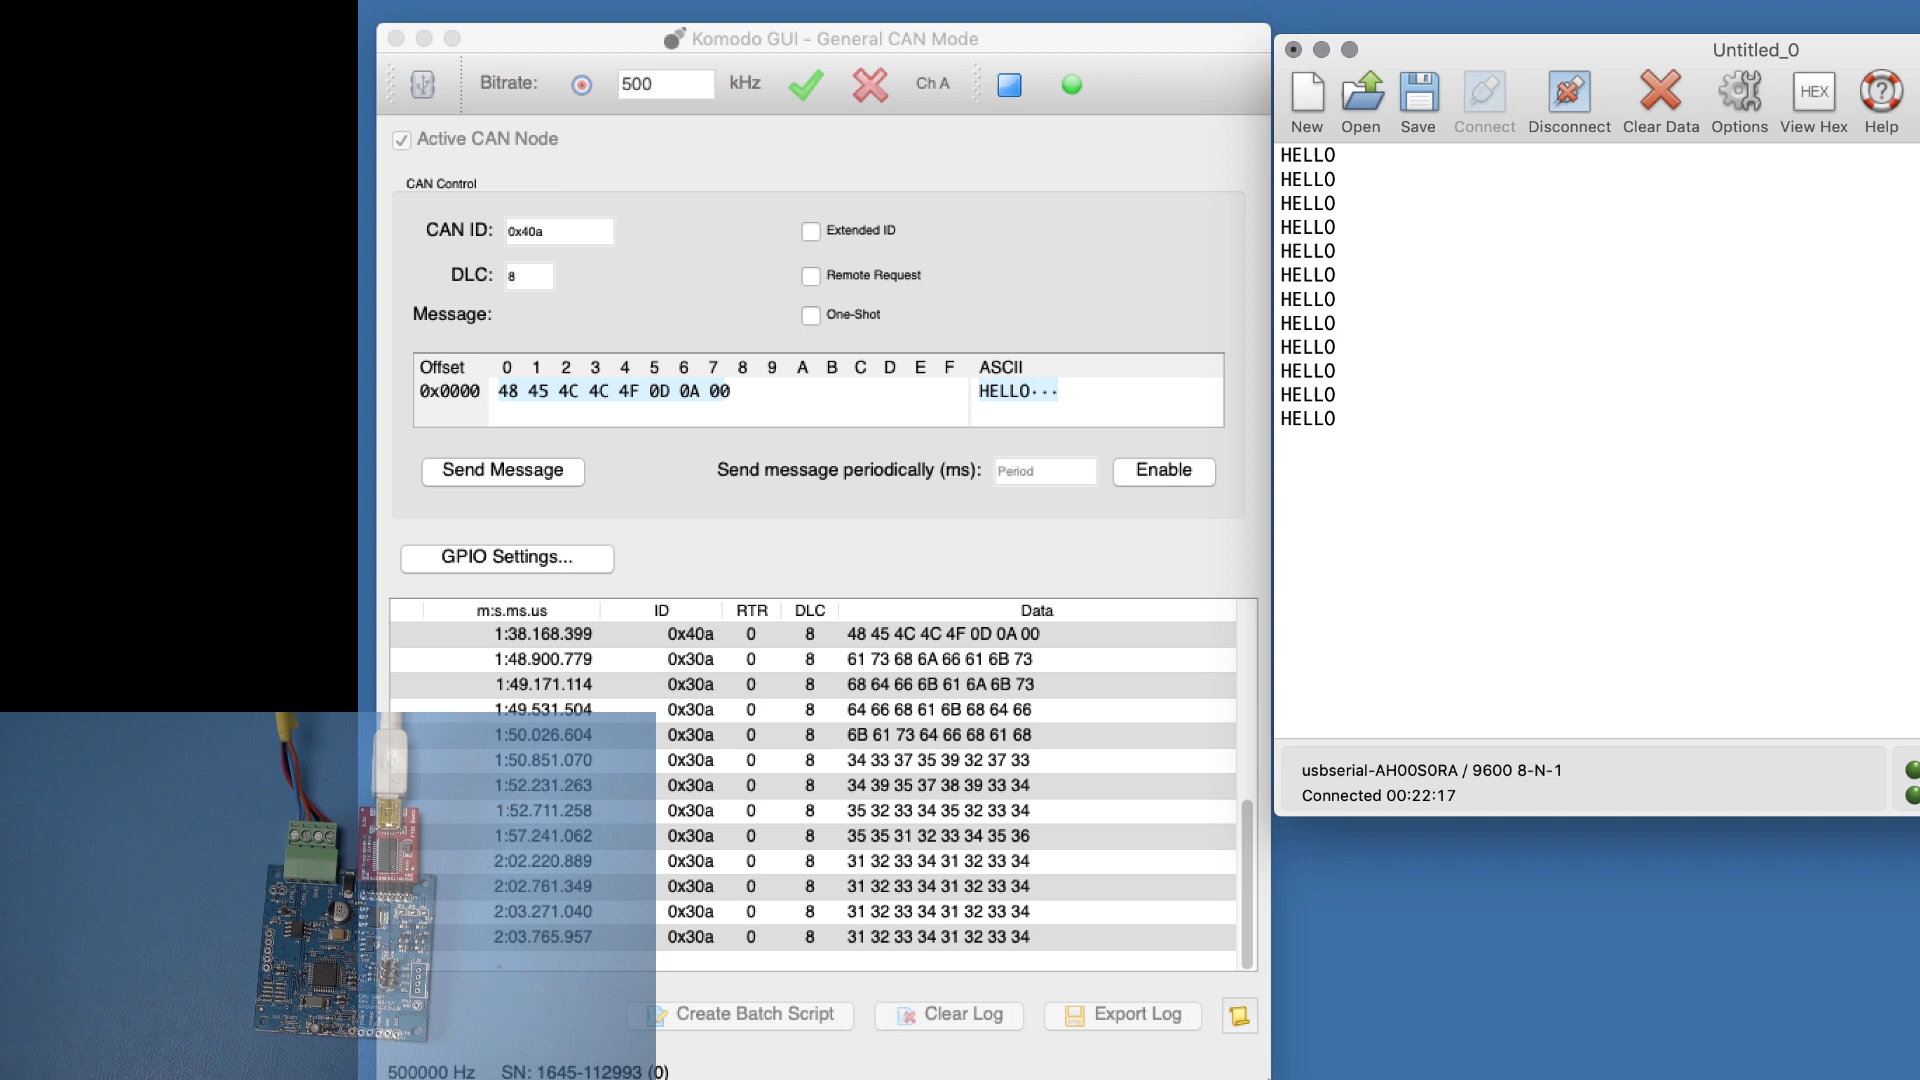 Komodo GUI - General CAN Mode
Bitrate: 500 kHz Ch A
Active CAN Node
CAN Control
CAN ID: 0x40a Extended ID
DLC: 8 Remote Request
Message: One-Shot
Offset 0 1 2 3 4 5 6 7 8 9 A B C D E F ASCII
0x0000 48 45 4C 4C 4F 0D 0A 00 HELLO···
Send Message Send message periodically (ms): Period Enable
GPIO Settings...
m:s.ms.us ID RTR DLC Data
1:38.168.399 0x40a 0 8 48 45 4C 4C 4F 0D 0A 00
1:48.900.779 0x30a 0 8 61 73 68 6A 66 61 6B 73
1:49.171.114 0x30a 0 8 68 64 66 6B 61 6A 6B 73
1:49.531.504 0x30a 0 8 64 66 68 61 6B 68 64 66
1:50.026.604 0x30a 0 8 6B 61 73 64 66 68 61 68
1:50.851.070 0x30a 0 8 34 33 37 35 39 32 37 33
1:52.231.263 0x30a 0 8 34 39 35 37 38 39 33 34
1:52.711.258 0x30a 0 8 35 32 33 34 35 32 33 34
1:57.241.062 0x30a 0 8 35 35 31 32 33 34 35 36
2:02.220.889 0x30a 0 8 31 32 33 34 31 32 33 34
2:02.761.349 0x30a 0 8 31 32 33 34 31 32 33 34
2:03.271.040 0x30a 0 8 31 32 33 34 31 32 33 34
2:03.765.957 0x30a 0 8 31 32 33 34 31 32 33 34
Create Batch Script Clear Log Export Log
500000 Hz SN: 1645-112993 (0)
Untitled_0
HEX
New Open Save Connect Disconnect Clear Data Options View Hex Help
HELLO
HELLO
HELLO
HELLO
HELLO
HELLO
HELLO
HELLO
HELLO
HELLO
HELLO
HELLO
usbserial-AH00S0RA / 9600 8-N-1
Connected 00:22:17